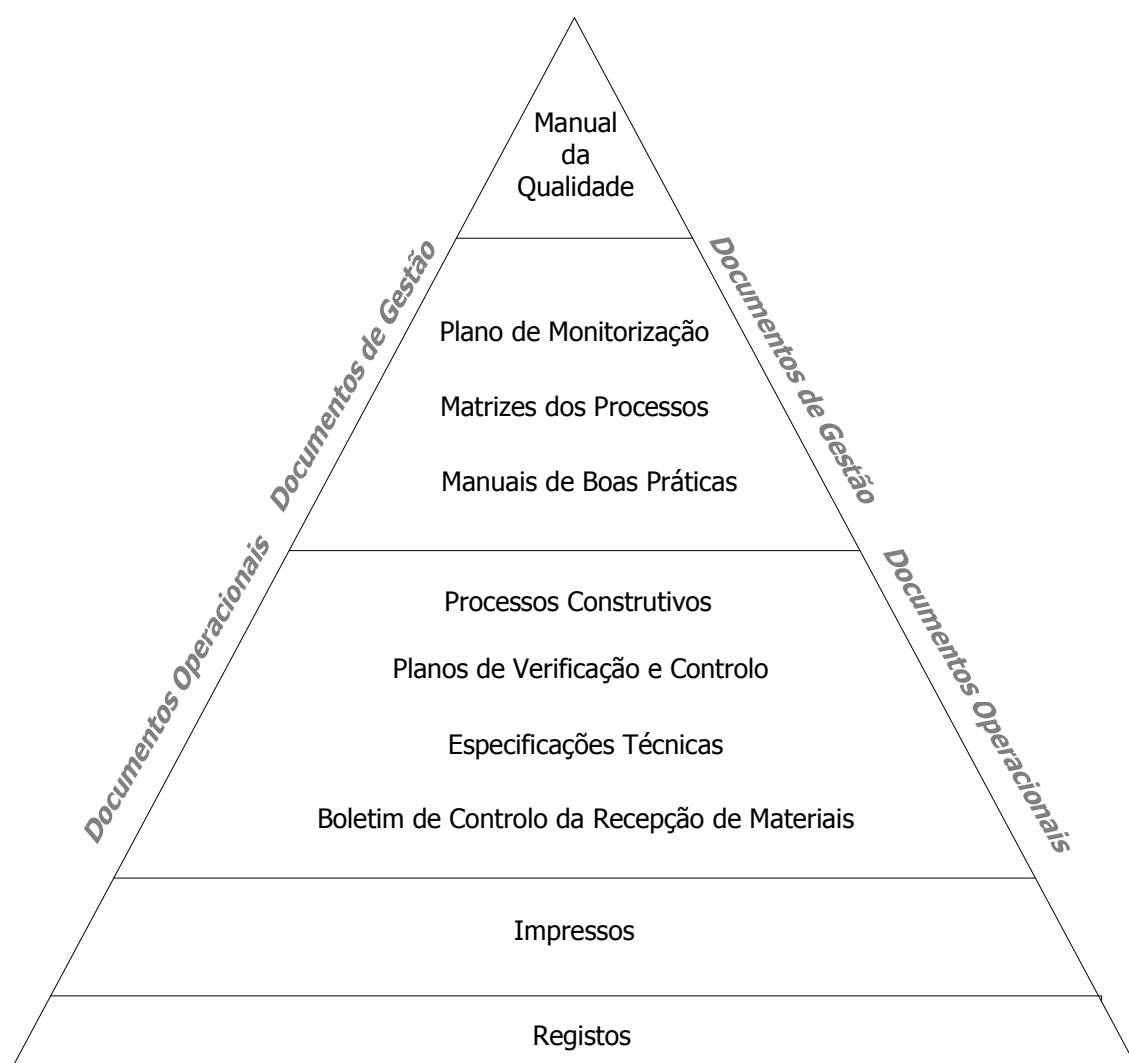 Manual
da
Qualidade
Documentos de Gestão
Documentos de Gestão
Plano de Monitorização
Matrizes dos Processos
Manuais de Boas Práticas
Documentos Operacionais
Documentos Operacionais
Processos Construtivos
Planos de Verificação e Controlo
Especificações Técnicas
Boletim de Controlo da Recepção de Materiais
Impressos
Registos